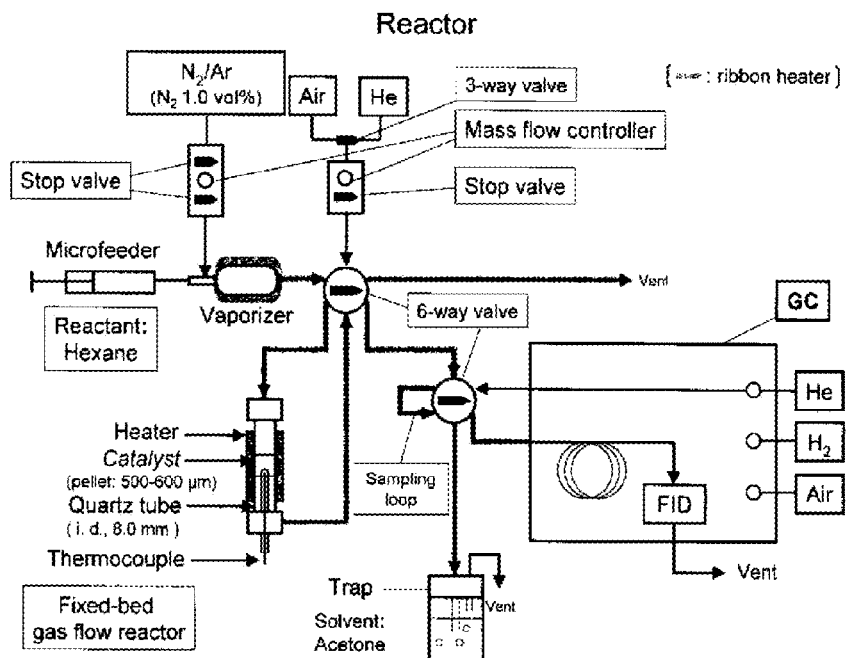 Reactor
N₂/Ar
(N₂ 1.0 vol%)
Air
He
3-way valve
[ : ribbon heater ]
Mass flow controller
Stop valve
Stop valve
Microfeeder
Vaporizer
Vent
Reactant:
Hexane
6-way valve
GC
He
H₂
Air
Heater
Catalyst
(pellet: 500-600 µm)
Quartz tube
( i. d., 8.0 mm )
Thermocouple
Sampling
loop
FID
Vent
Trap
Vent
Solvent:
Acetone
Fixed-bed
gas flow reactor